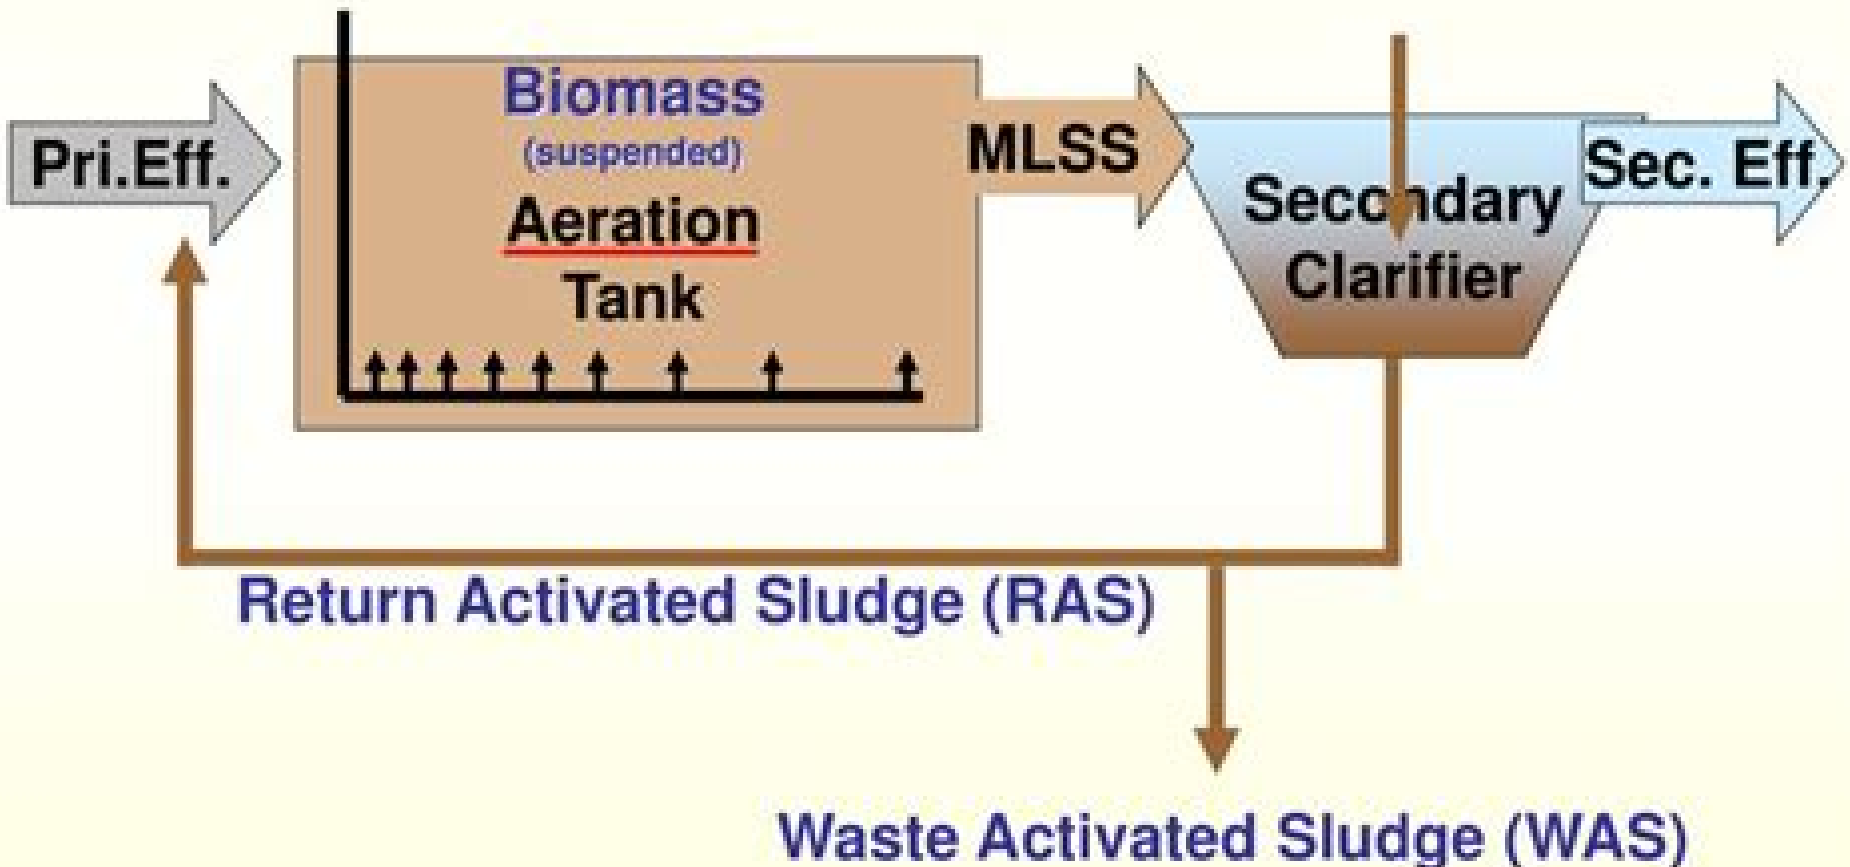 Pri.Eff.
Biomass
(suspended)
Aeration
Tank
MLSS
Secondary
Clarifier
Sec. Eff.
Return Activated Sludge (RAS)
Waste Activated Sludge (WAS)